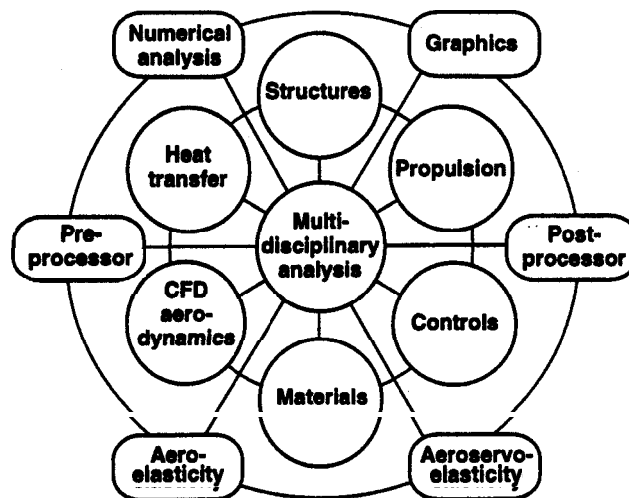 Numerical
analysis
Graphics
Structures
Heat
transfer
Propulsion
Multi-
disciplinary
analysis
Pre-
processor
Post-
processor
CFD
aero-
dynamics
Controls
Materials
Aero-
elasticity
Aeroservo-
elasticity